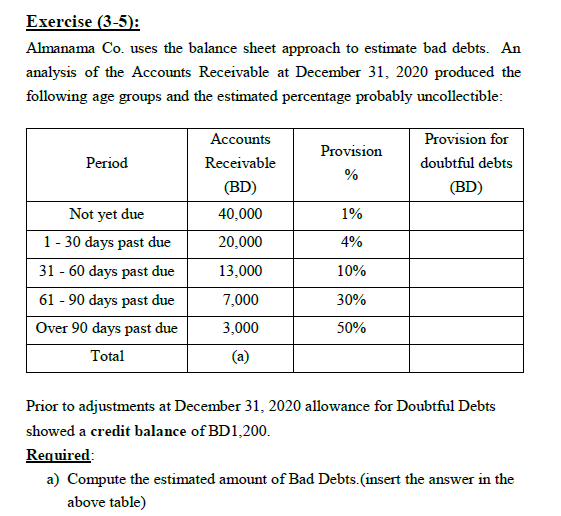 Exercise (3-5):
Almanama Co. uses the balance sheet approach to estimate bad debts. An
analysis of the Accounts Receivable at December 31, 2020 produced the
following age groups and the estimated percentage probably uncollectible:
Period
Accounts
Receivable
(BD)
Provision
%
Provision for
doubtful debts
(BD)
Not yet due 40,000 1%
1 - 30 days past due 20,000 4%
31 - 60 days past due 13,000 10%
61 - 90 days past due 7,000 30%
Over 90 days past due 3,000 50%
Total (a)
Prior to adjustments at December 31, 2020 allowance for Doubtful Debts
showed a credit balance of BD1,200.
Required:
a) Compute the estimated amount of Bad Debts.(insert the answer in the
above table)